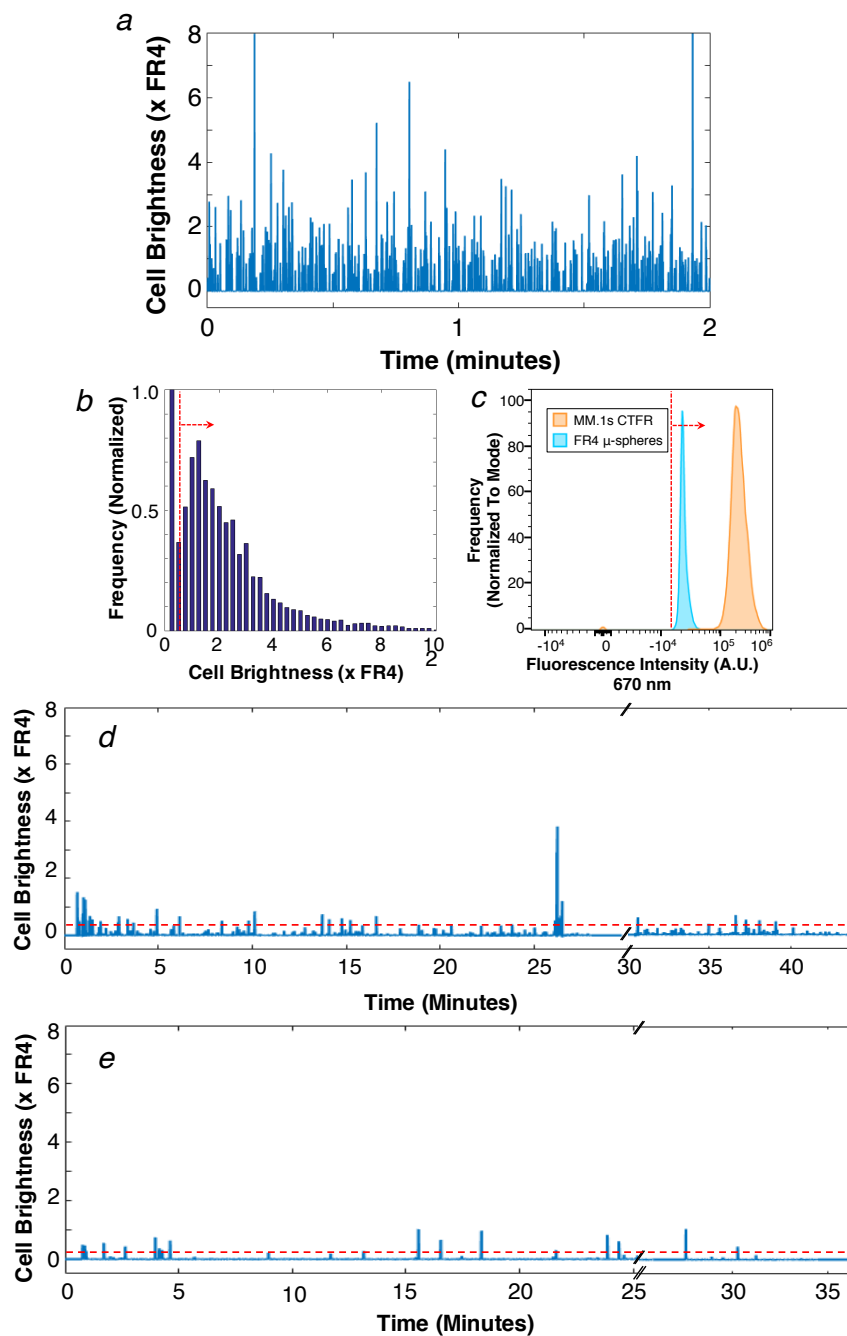 a
Cell Brightness (x FR4)
8
6
4
2
0
0 1 2
Time (minutes)
b
Frequency (Normalized)
1.0
0.5
0
0 2 4 6 8 10
2
Cell Brightness (x FR4)
c
Frequency
(Normalized To Mode)
100
80
60
40
20
0
MM.1s CTFR
FR4 μ-spheres
-10⁴ 0 -10⁴ 10⁵ 10⁶
Fluorescence Intensity (A.U.)
670 nm
d
Cell Brightness (x FR4)
8
6
4
2
0
0 5 10 15 20 25 30 35 40
Time (Minutes)
e
Cell Brightness (x FR4)
8
6
4
2
0
0 5 10 15 20 25 30 35
Time (Minutes)